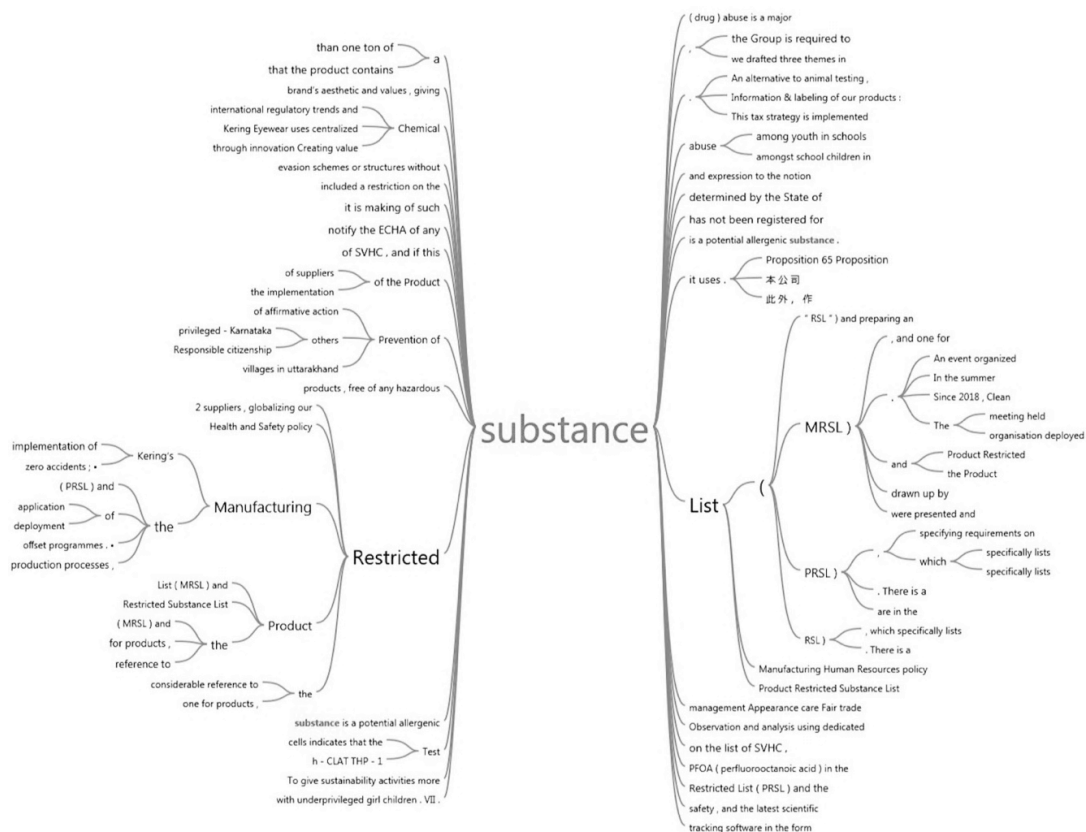 than one ton of
that the product contains
a
brand's aesthetic and values , giving
international regulatory trends and
Kering Eyewear uses centralized
through innovation Creating value
Chemical
evasion schemes or structures without
included a restriction on the
it is making of such
notify the ECHA of any
of SVHC , and if this
of suppliers
the implementation
of the Product
of affirmative action
privileged - Karnataka
Responsible citizenship
others
villages in uttarakhand
Prevention of
products , free of any hazardous
2 suppliers , globalizing our
Health and Safety policy
implementation of
zero accidents ; •
Kering's
( PRSL ) and
application
deployment
of
offset programmes . •
production processes ,
the
Manufacturing
List ( MRSL ) and
Restricted Substance List
( MRSL ) and
for products ,
reference to
the
Product
considerable reference to
one for products ,
the
Restricted
substance is a potential allergenic
cells indicates that the
h - CLAT THP - 1
Test
To give sustainability activities more
with underprivileged girl children . VII .
substance
( drug ) abuse is a major
,
the Group is required to
we drafted three themes in
.
An alternative to animal testing ,
Information & labeling of our products :
This tax strategy is implemented
abuse
among youth in schools
amongst school children in
and expression to the notion
determined by the State of
has not been registered for
is a potential allergenic substance .
it uses .
Proposition 65 Proposition
本 公 司
此 外 ， 作
List
(
" RSL " ) and preparing an
MRSL )
, and one for
.
An event organized
In the summer
Since 2018 , Clean
The
meeting held
organisation deployed
and
Product Restricted
the Product
drawn up by
were presented and
PRSL )
,
specifying requirements on
which
specifically lists
specifically lists
. There is a
are in the
RSL )
, which specifically lists
. There is a
Manufacturing Human Resources policy
Product Restricted Substance List
management Appearance care Fair trade
Observation and analysis using dedicated
on the list of SVHC ,
PFOA ( perfluorooctanoic acid ) in the
Restricted List ( PRSL ) and the
safety , and the latest scientific
tracking software in the form